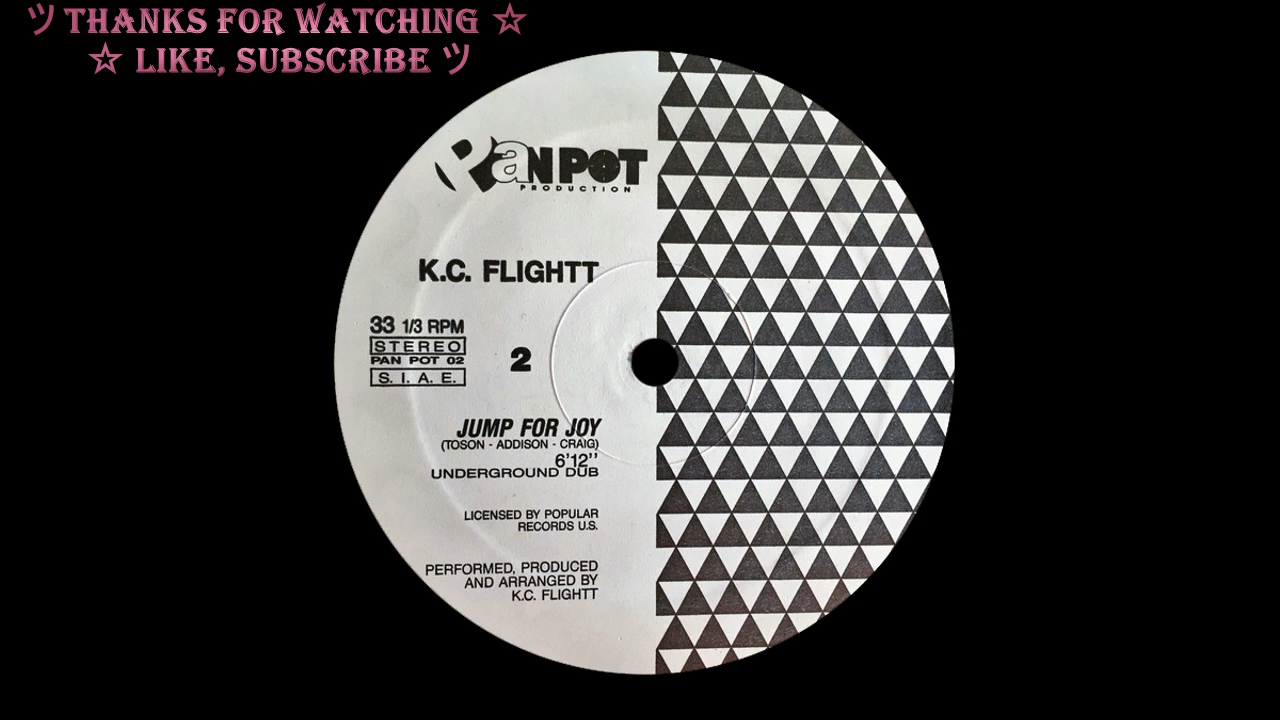 ツ THANKS FOR WATCHING ☆
☆ LIKE, SUBSCRIBE ツ
PAN POT
PRODUCTION
K.C. FLIGHTT
33 1/3 RPM
STEREO
PAN POT 02
S. I. A. E.
2
JUMP FOR JOY
(TOSON - ADDISON - CRAIG)
6'12''
UNDERGROUND DUB
LICENSED BY POPULAR
RECORDS U.S.
PERFORMED, PRODUCED
AND ARRANGED BY
K.C. FLIGHTT